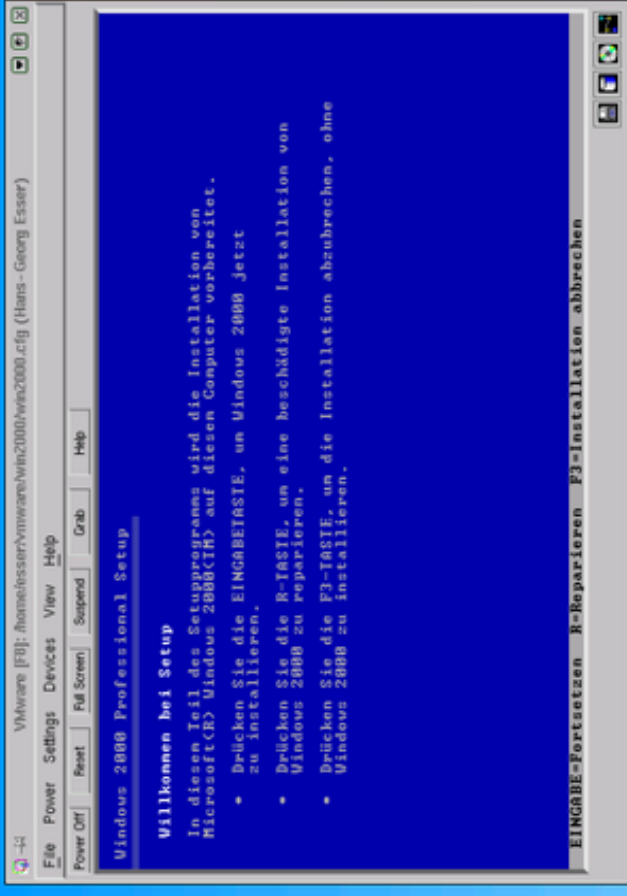 VMware [F8]: /home/esser/vmware/win2000/win2000.cfg (Hans-Georg Esser)
File Power Settings Devices View Help
Power Off Reset Full Screen Suspend Grab Help
Windows 2000 Professional Setup
Willkommen bei Setup
In diesem Teil des Setupprogramms wird die Installation von
Microsoft(R) Windows 2000(TM) auf diesem Computer vorbereitet.
• Drücken Sie die EINGABETASTE, um Windows 2000 jetzt
zu installieren.
• Drücken Sie die R-TASTE, um eine beschädigte Installation von
Windows 2000 zu reparieren.
• Drücken Sie die F3-TASTE, um die Installation abzubrechen, ohne
Windows 2000 zu installieren.
EINGABE=Fortsetzen R=Reparieren F3=Installation abbrechen